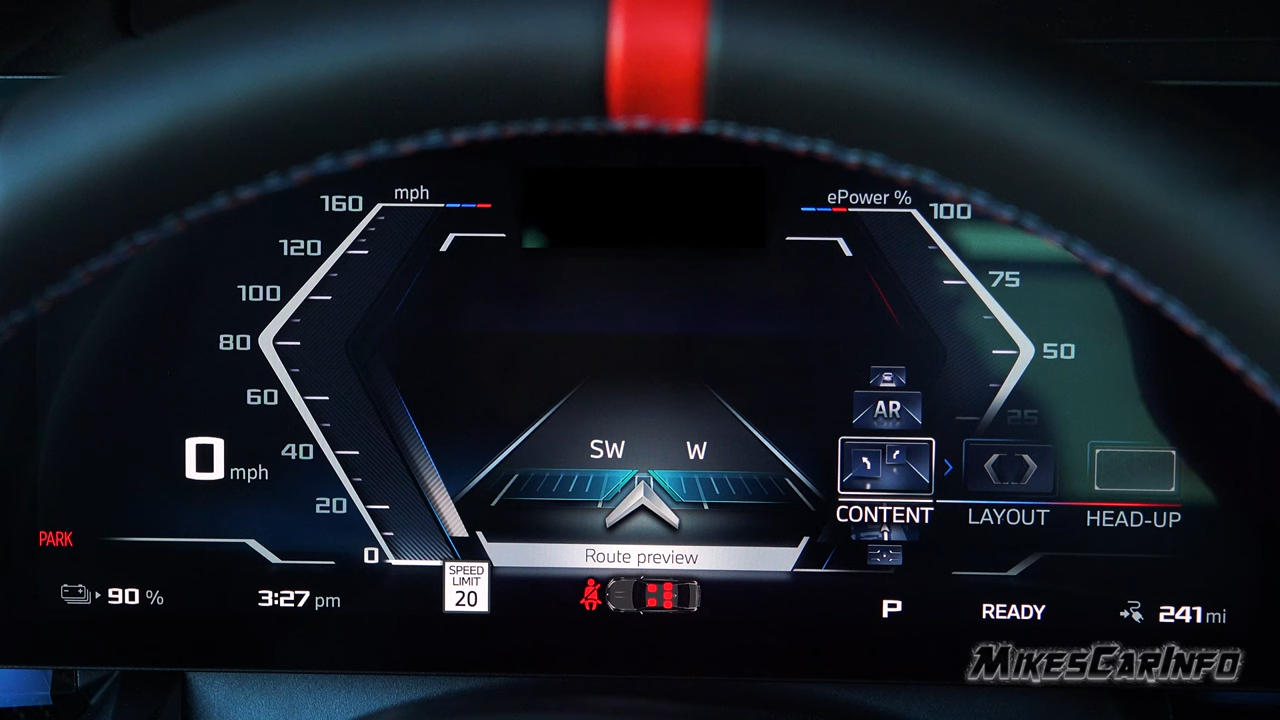 mph
ePower %
160
120
100
80
60
40
20
0
100
75
50
25
0 mph
SW W
AR
CONTENT LAYOUT HEAD-UP
Route preview
PARK
90 %
3:27 pm
SPEED
LIMIT
20
P
READY
241 mi
MIKESCARINFO